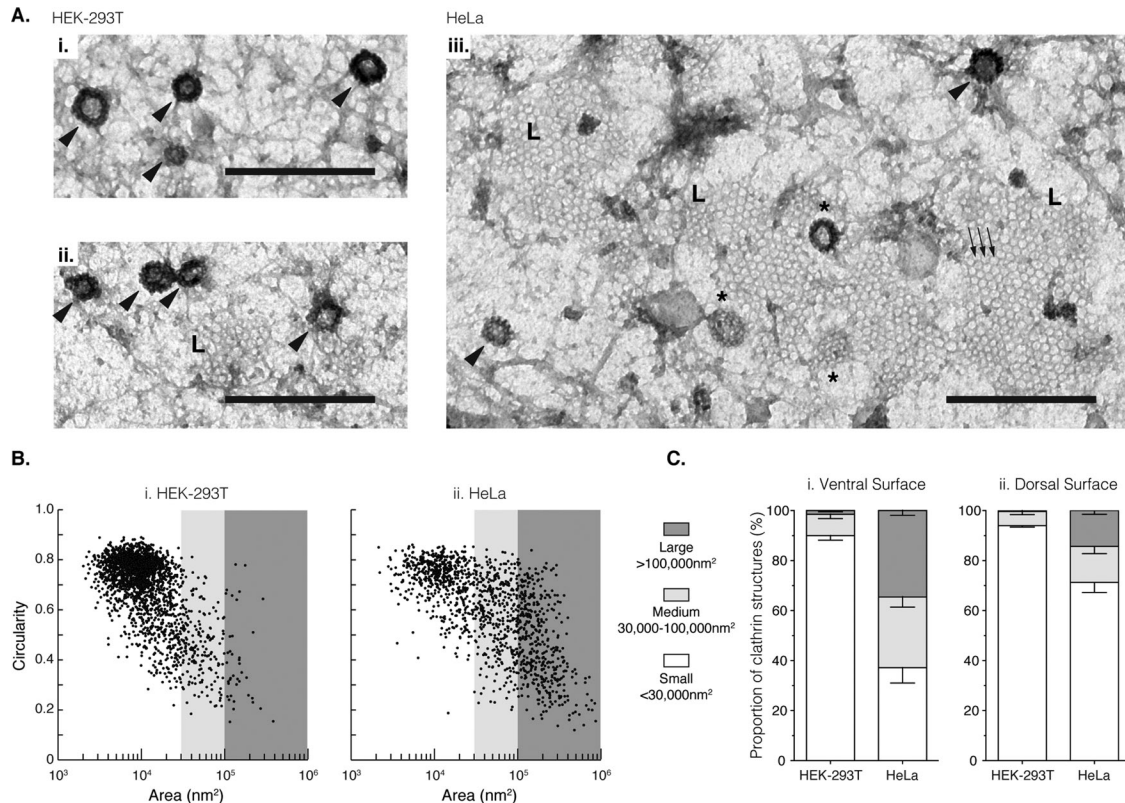 A.
HEK-293T
HeLa
i.
ii.
L
iii.
L
L
L
*
*
*
B.
i. HEK-293T
ii. HeLa
Circularity
1.0
0.8
0.6
0.4
0.2
0
10³ 10⁴ 10⁵ 10⁶
Area (nm²)
10³ 10⁴ 10⁵ 10⁶
Area (nm²)
Large
>100,000nm²
Medium
30,000-100,000nm²
Small
<30,000nm²
C.
i. Ventral Surface
ii. Dorsal Surface
Proportion of clathrin structures (%)
100
80
60
40
20
0
HEK-293T HeLa
100
80
60
40
20
0
HEK-293T HeLa